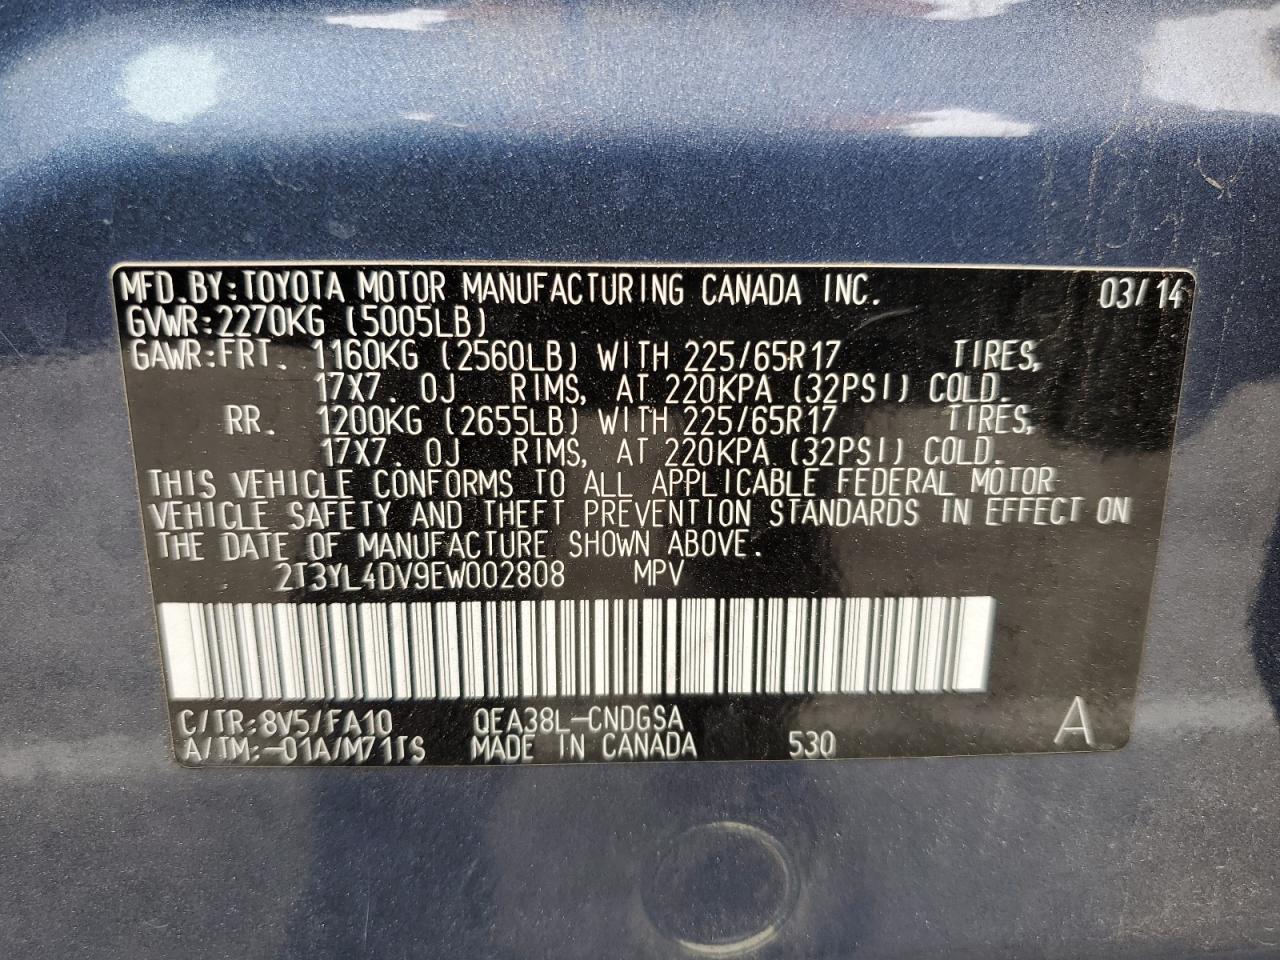 MFD.BY:TOYOTA MOTOR MANUFACTURING CANADA INC. 03/14
GVWR:2270KG (5005LB)
GAWR:FRT. 1160KG (2560LB) WITH 225/65R17 TIRES,
17X7.0J RIMS, AT 220KPA (32PSI) COLD.
RR. 1200KG (2655LB) WITH 225/65R17 TIRES,
17X7.0J RIMS, AT 220KPA (32PSI) COLD.
THIS VEHICLE CONFORMS TO ALL APPLICABLE FEDERAL MOTOR
VEHICLE SAFETY AND THEFT PREVENTION STANDARDS IN EFFECT ON
THE DATE OF MANUFACTURE SHOWN ABOVE.
2T3YL4DV9EW002808 MPV
C/TR:8V5/FA10 QEA38L-CNDGSA A
A/TM:-01A/M71TS MADE IN CANADA 530